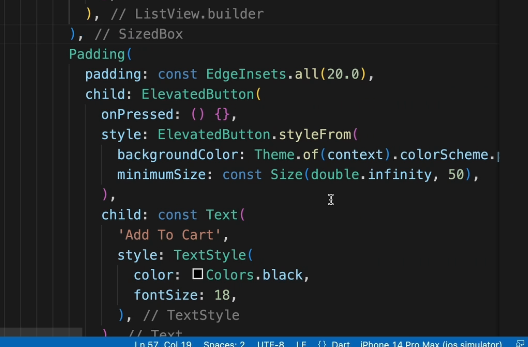 ), // ListView.builder
), // SizedBox
Padding(
padding: const EdgeInsets.all(20.0),
child: ElevatedButton(
onPressed: () {},
style: ElevatedButton.styleFrom(
backgroundColor: Theme.of(context).colorScheme.p
minimumSize: const Size(double.infinity, 50),
),
child: const Text(
'Add To Cart',
style: TextStyle(
color: Colors.black,
fontSize: 18,
), // TextStyle
), // Text
Ln 57, Col 19 Spaces: 2 UTF-8 LF {} Dart iPhone 14 Pro Max (ios simulator)